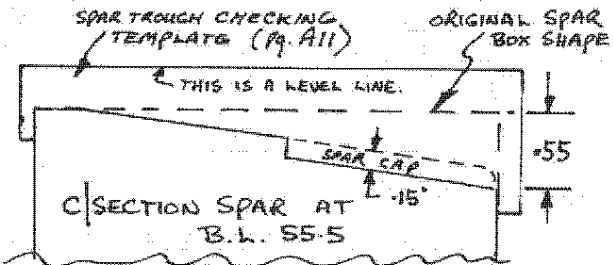 SPAR TROUGH CHECKING
TEMPLATE (Pg. A11)
ORIGINAL SPAR
BOX SHAPE
THIS IS A LEVEL LINE.
SPAR CAP
.55
.15"
C SECTION SPAR AT
B.L. 55.5